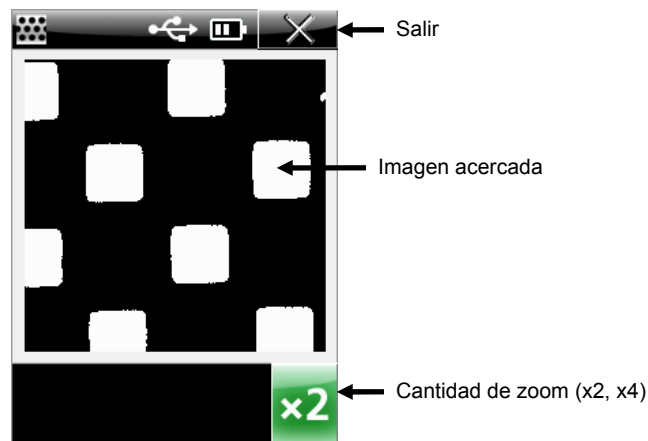 Salir
Imagen acercada
×2
Cantidad de zoom (x2, x4)